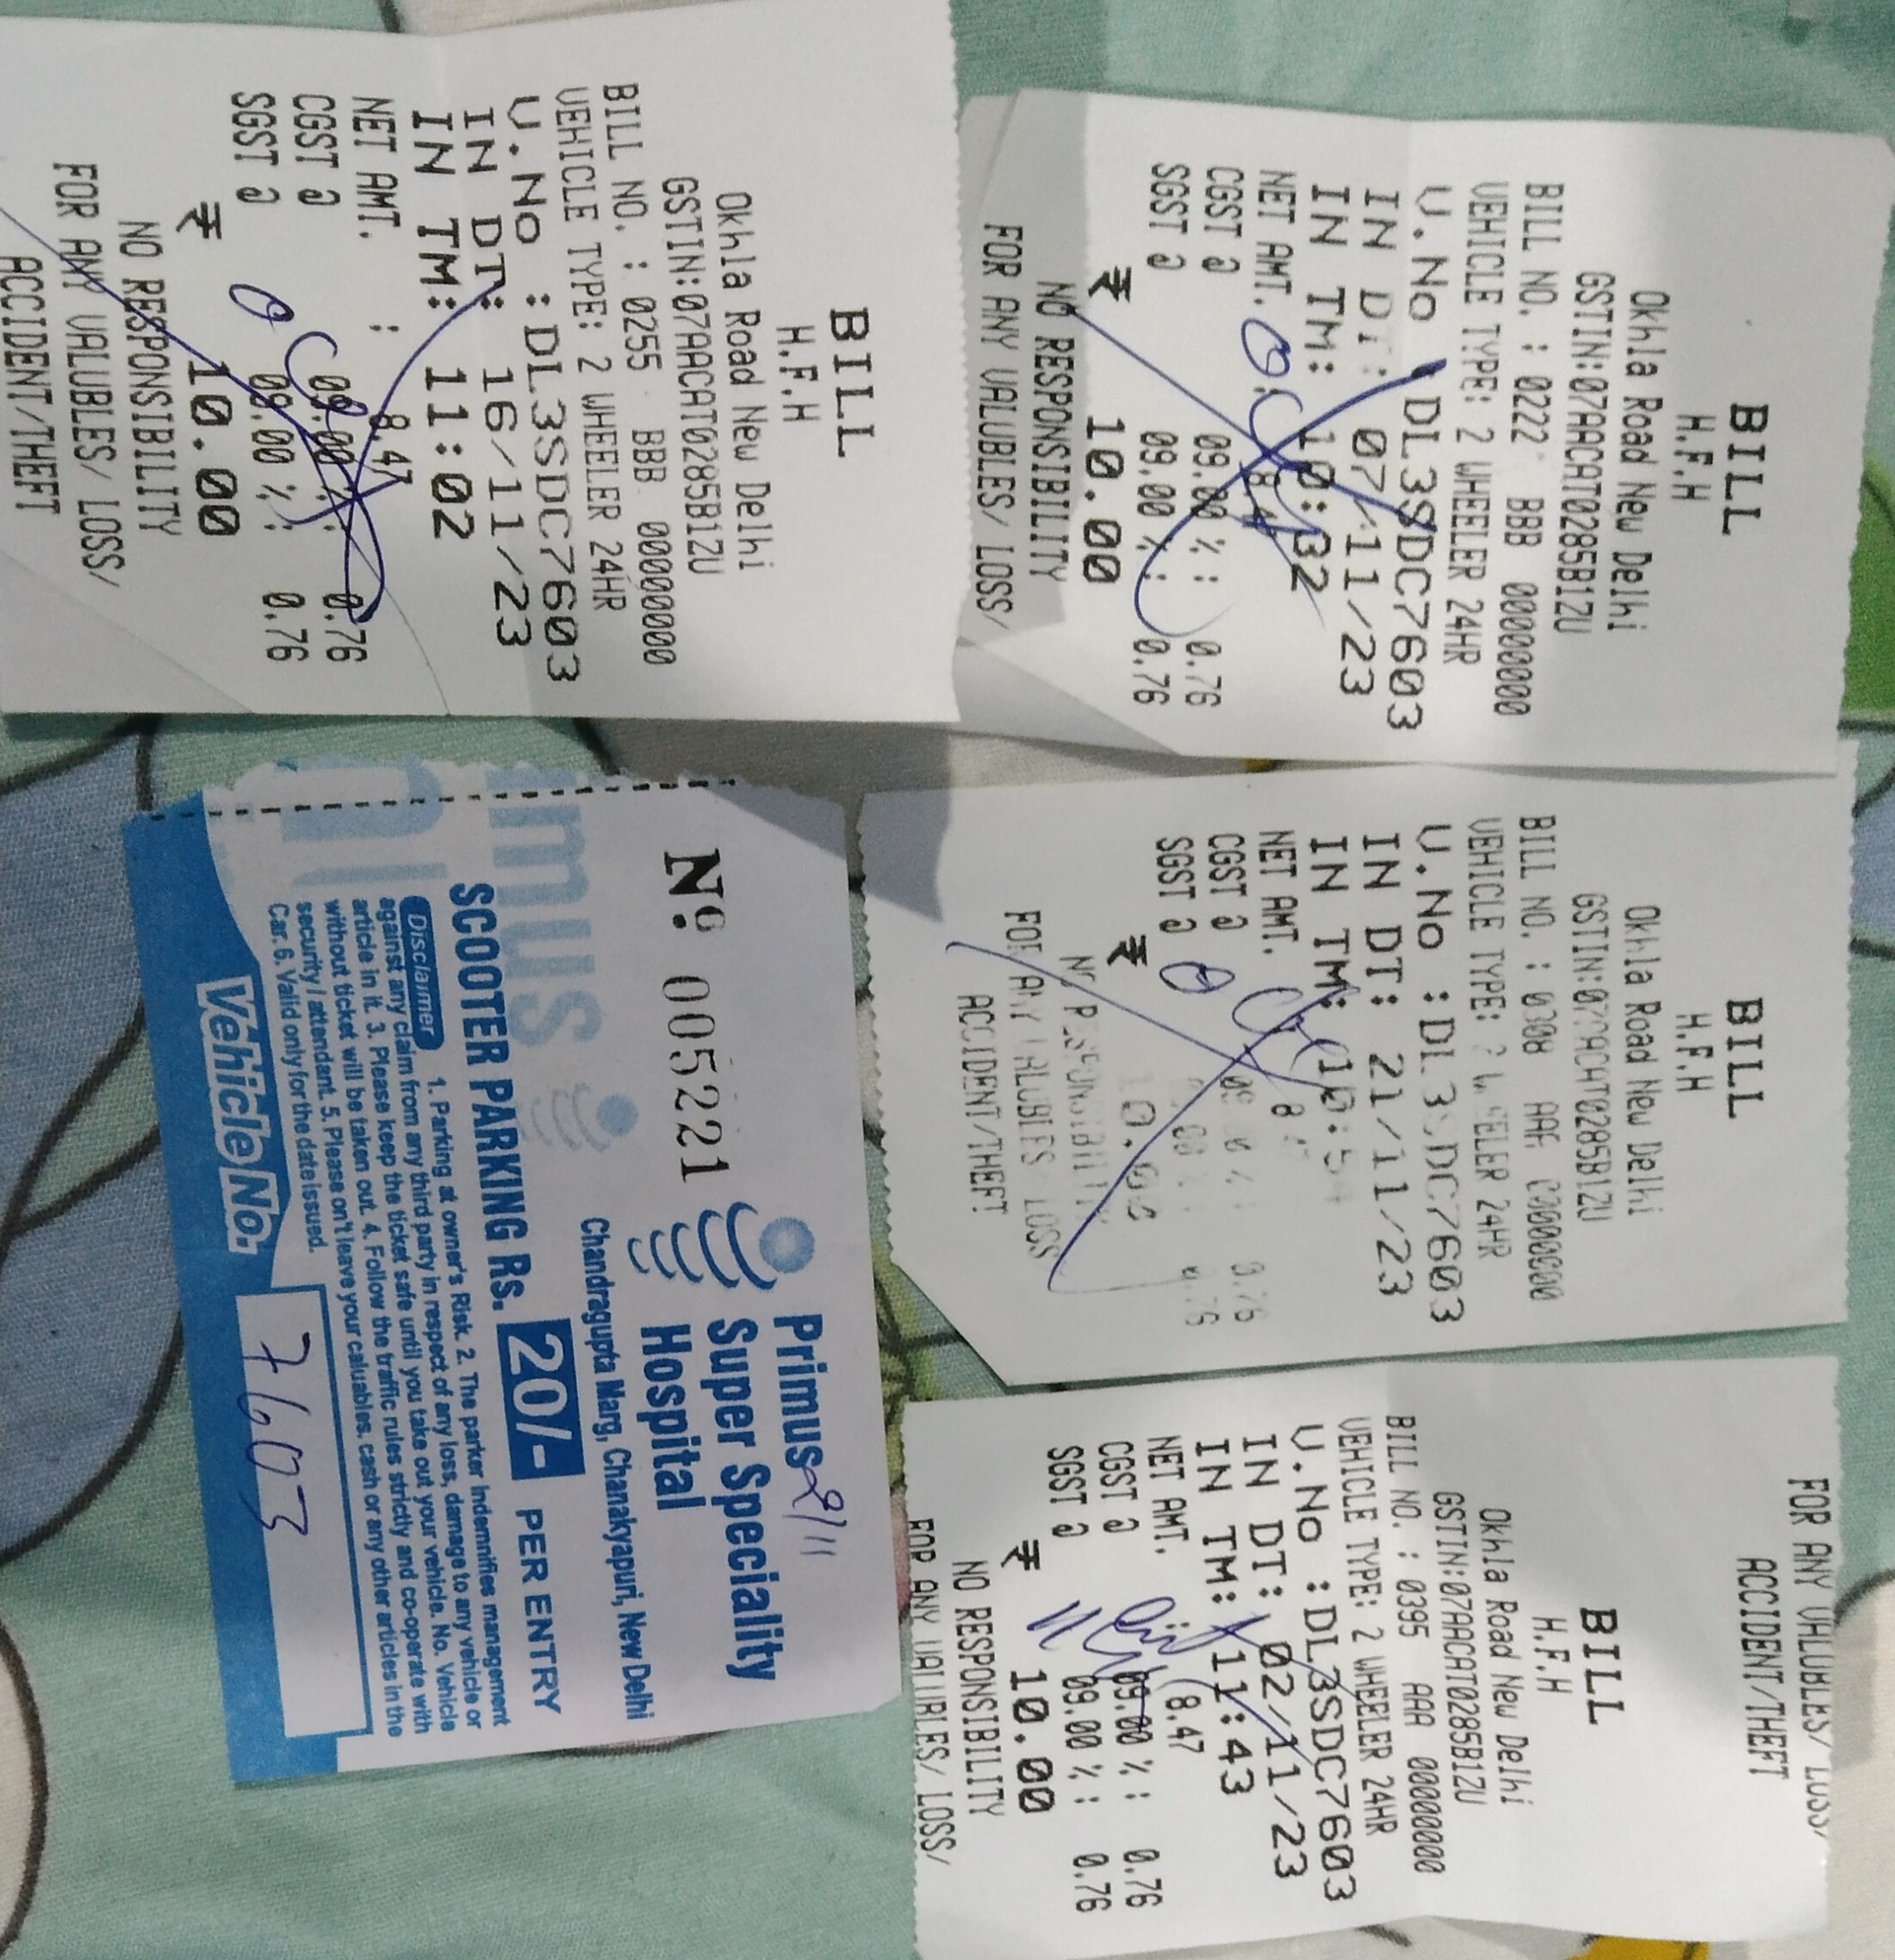 BILL
H.F.H
Okhla Road New Delhi
GSTIN:07AACAT0285B1ZU
BILL NO. : 0255 BBB 00000000
VEHICLE TYPE: 2 WHEELER 24HR
V.No :DL3SDC7603
IN DT: 16/11/23
IN TM: 11:02
NET AMT. : 8.47
CGST @ 09.00 %: 0.76
SGST @ 09.00 %: 0.76
₹ 10.00
NO RESPONSIBILITY
FOR ANY VALUBLES/ LOSS/
ACCIDENT/THEFT
BILL
H.F.H
Okhla Road New Delhi
GSTIN:07AACAT0285B1ZU
BILL NO. : 0222 BBB 00000000
VEHICLE TYPE: 2 WHEELER 24HR
V.No :DL3SDC7603
IN DT: 07/11/23
IN TM: 10:32
NET AMT. 8.4
CGST @ 09.00 %: 0.76
SGST @ 09.00 %: 0.76
₹ 10.00
NO RESPONSIBILITY
FOR ANY VALUBLES/ LOSS/
BILL
H.F.H
Okhla Road New Delhi
GSTIN:07AACAT0285B1ZU
BILL NO. : 0308 00000000
VEHICLE TYPE: 2 WHEELER 24HR
V.No :DL3SDC7603
IN DT: 21/11/23
IN TM:
NET AMT. 8
CGST @ 0.76
SGST @ 0.76
₹ 10.00
NO RESPONSIBILITY
FOR ANY VALUBLES LOSS
ACCIDENT/THEFT
FOR ANY VALUBLES/ LOSS/
ACCIDENT/THEFT
BILL
H.F.H
Okhla Road New Delhi
GSTIN:07AACAT0285B1ZU
BILL NO. : 0395 AAA 00000000
VEHICLE TYPE: 2 WHEELER 24HR
V.No :DL3SDC7603
IN DT: 02/11/23
IN TM: 11:43
NET AMT. 8.47
CGST @ 09.00 %: 0.76
SGST @ 09.00 %: 0.76
₹ 10.00
NO RESPONSIBILITY
FOR ANY VALUBLES/ LOSS/
Nº 005221
Primus 2/11
Super Speciality
Hospital
Chandragupta Marg, Chanakyapuri, New Delhi
imus
SCOOTER PARKING Rs. 20/- PER ENTRY
Disclaimer 1. Parking at owner's Risk. 2. The parker Indemnifies management
against any claim from any third party in respect of any loss, damage to any vehicle or
article in it. 3. Please keep the ticket safe until you take out your vehicle. No. Vehicle
without ticket will be taken out. 4. Follow the traffic rules strictly and co-operate with
security / attendant. 5. Please on't leave your caluables, cash or any other articles in the
Car. 6. Valid only for the date issued.
Vehicle No. 7603